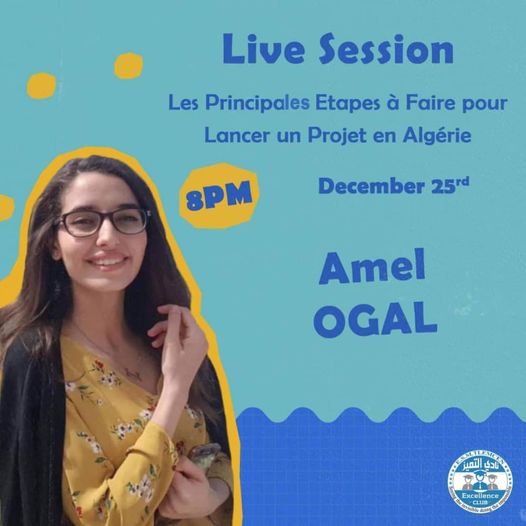 Live Session
Les Principales Etapes à Faire pour
Lancer un Projet en Algérie
8PM
December 25rd
Amel
OGAL
نادي التميز
Excellence
CLUB